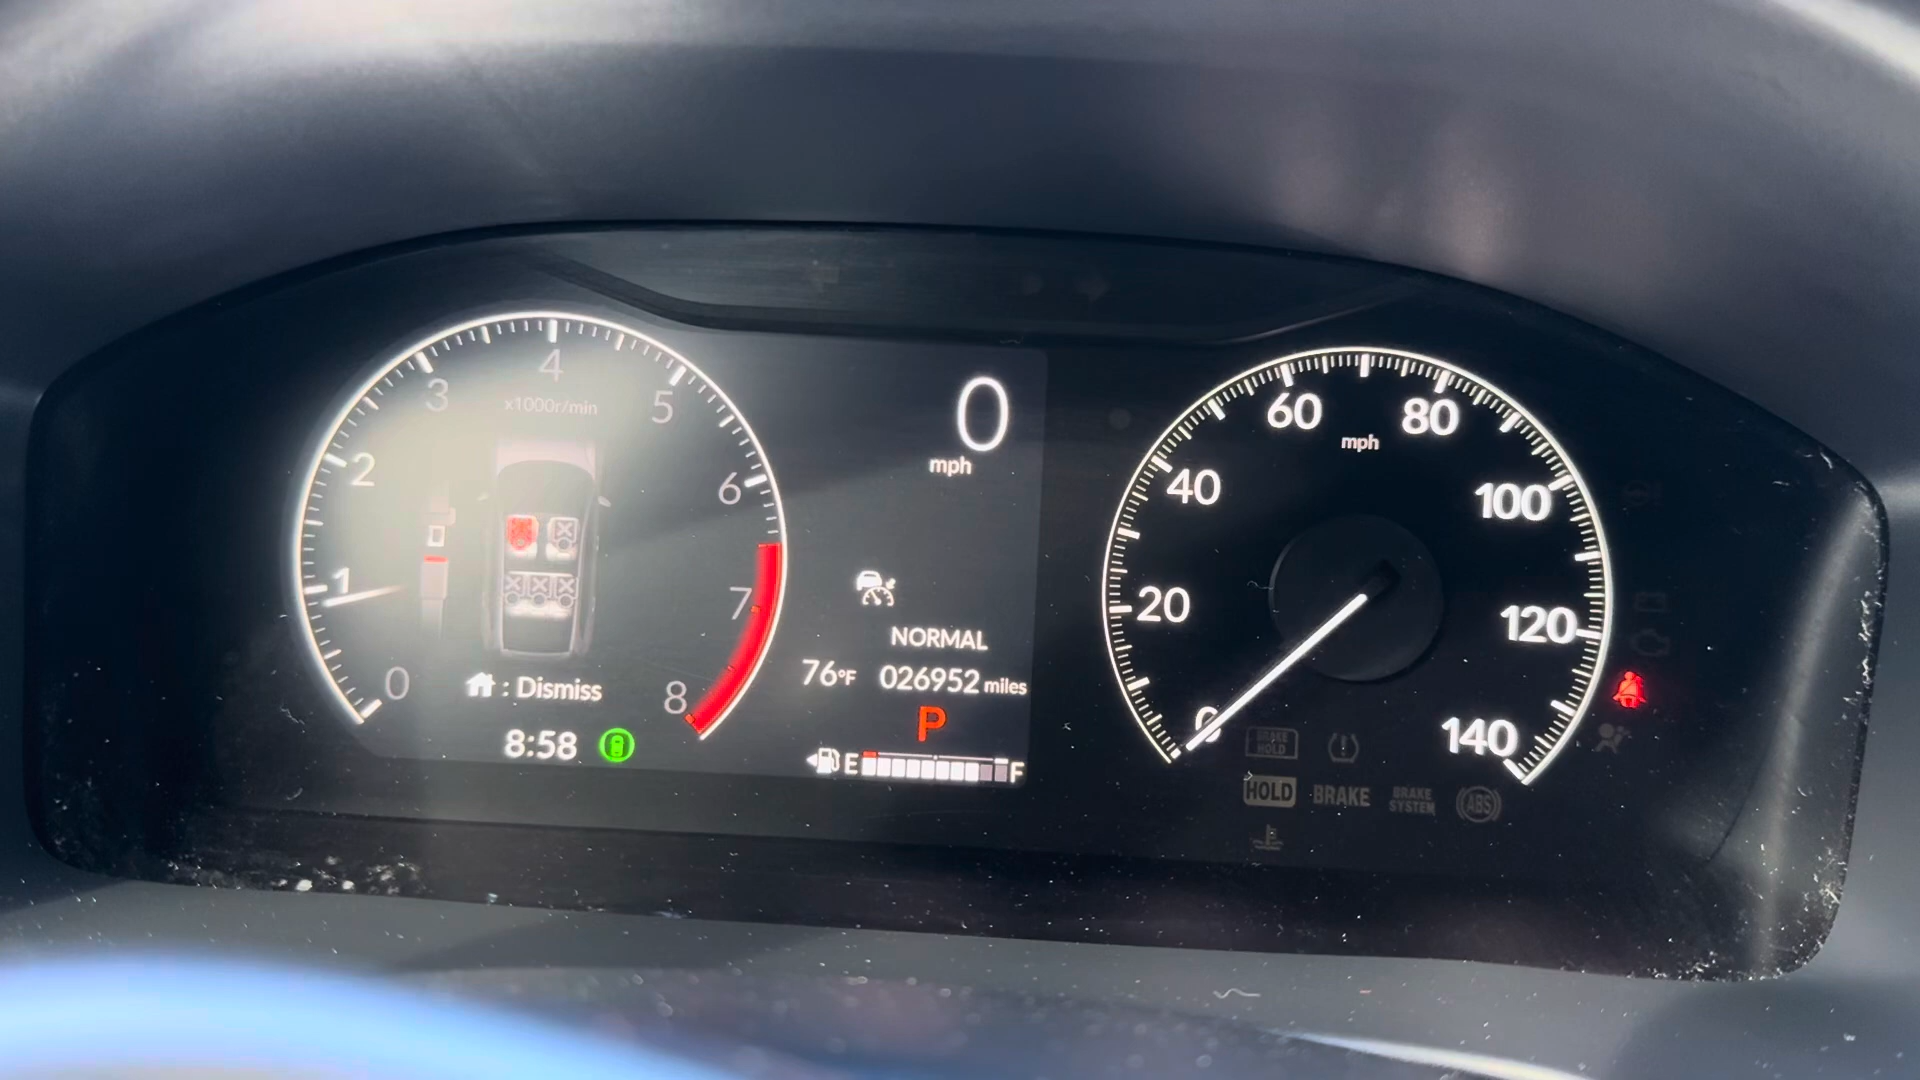 0
1
2
3
4
5
6
7
8
x1000r/min
: Dismiss
8:58
0
mph
NORMAL
76°F 026952 miles
P
E F
0
20
40
60
80
100
120
140
mph
BRAKE HOLD
HOLD BRAKE BRAKE SYSTEM ABS